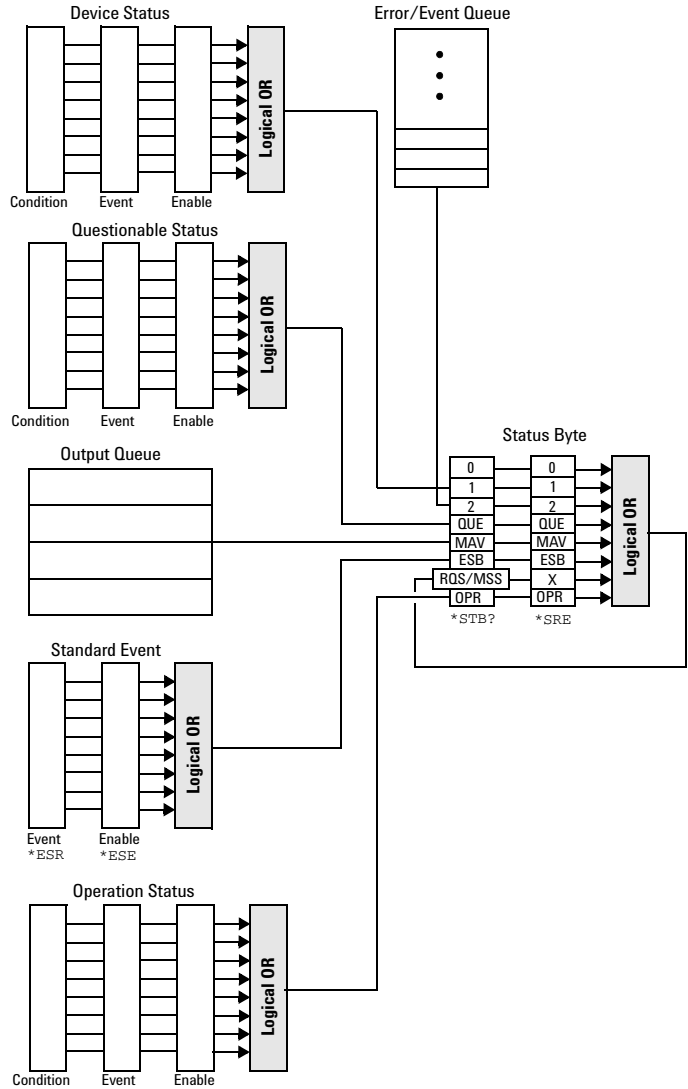 Device Status
Error/Event Queue
Logical OR
Condition
Event
Enable
Questionable Status
Logical OR
Condition
Event
Enable
Output Queue
Status Byte
0
0
1
1
2
2
QUE
QUE
MAV
MAV
ESB
ESB
RQS/MSS
X
OPR
OPR
Logical OR
*STB?
*SRE
Standard Event
Logical OR
Event
Enable
*ESR
*ESE
Operation Status
Logical OR
Condition
Event
Enable